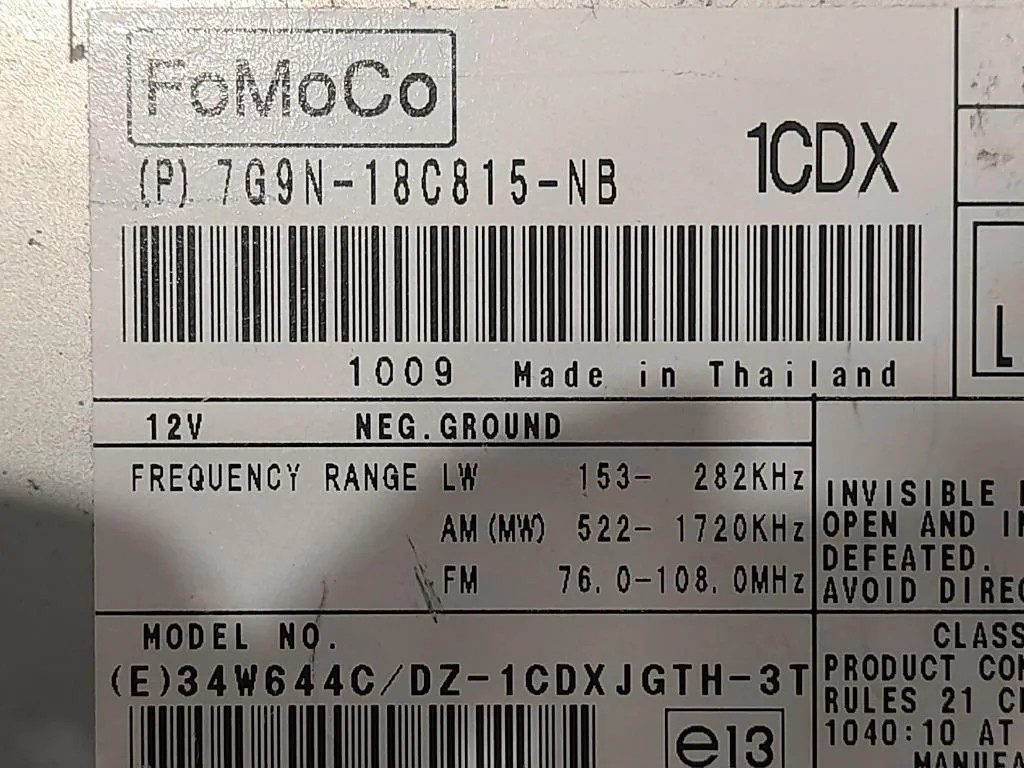 FoMoCo
(P) 7G9N-18C815-NB
1CDX
1009 Made in Thailand
12V NEG.GROUND
FREQUENCY RANGE LW 153- 282KHz
AM(MW) 522- 1720KHz
FM 76.0-108.0MHz
L
INVISIBLE
OPEN AND
DEFEATED.
AVOID
MODEL NO.
(E)34W644C/DZ-1CDXJGTH-3T
e13
CLASS
PRODUCT
RULES 21
1040:10 AT